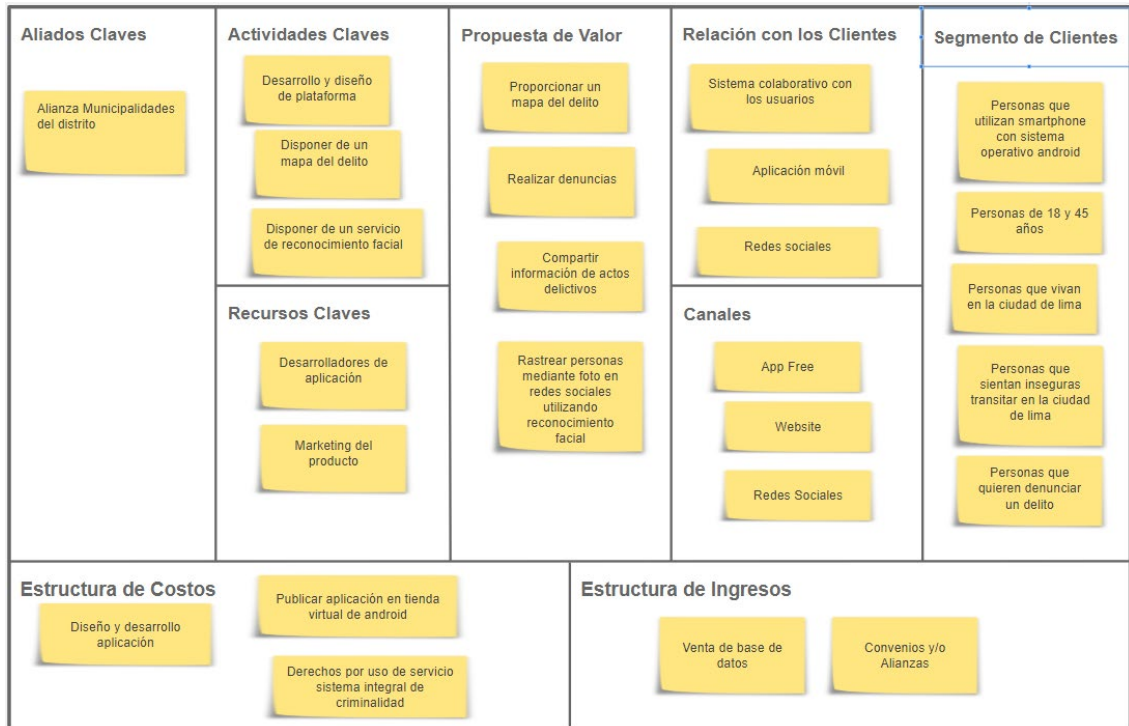 Aliados Claves
Alianza Municipalidades
del distrito
Actividades Claves
Desarrollo y diseño
de plataforma
Disponer de un
mapa del delito
Disponer de un servicio
de reconocimiento facial
Recursos Claves
Desarrolladores de
aplicación
Marketing del
producto
Propuesta de Valor
Proporcionar un
mapa del delito
Realizar denuncias
Compartir
información de actos
delictivos
Rastrear personas
mediante foto en
redes sociales
utilizando
reconocimiento
facial
Relación con los Clientes
Sistema colaborativo con
los usuarios
Aplicación móvil
Redes sociales
Canales
App Free
Website
Redes Sociales
Segmento de Clientes
Personas que
utilizan smartphone
con sistema
operativo android
Personas de 18 y 45
años
Personas que vivan
en la ciudad de lima
Personas que
sientan inseguras
transitar en la ciudad
de lima
Personas que
quieren denunciar
un delito
Estructura de Costos
Diseño y desarrollo
aplicación
Publicar aplicación en tienda
virtual de android
Derechos por uso de servicio
sistema integral de
criminalidad
Estructura de Ingresos
Venta de base de
datos
Convenios y/o
Alianzas